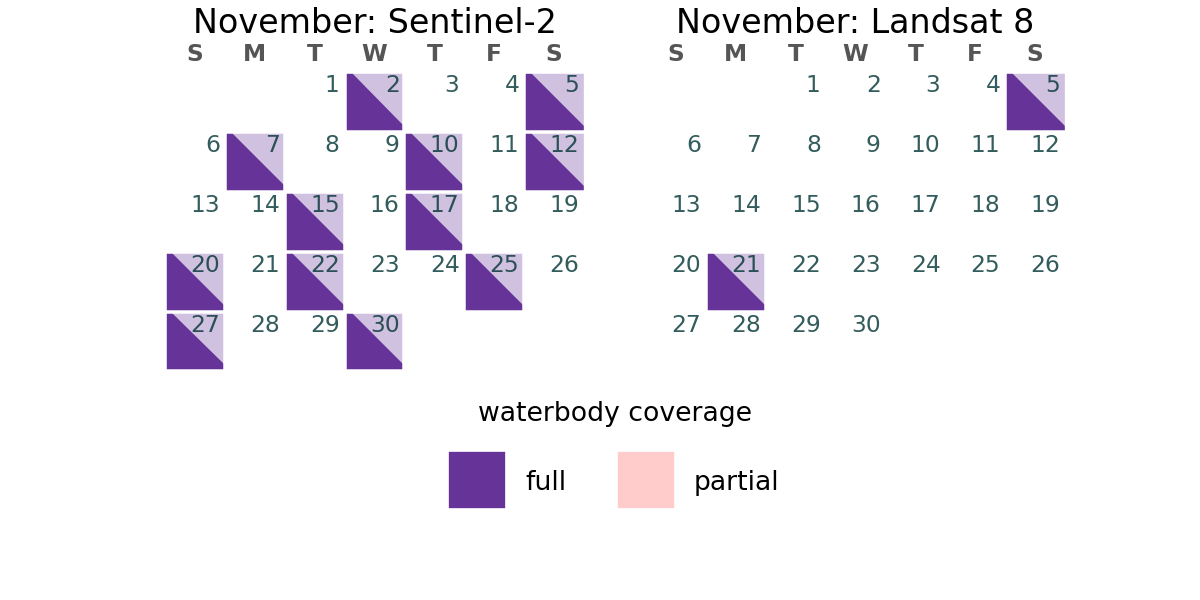 November: Sentinel-2
S M T W T F S
1 2 3 4 5
6 7 8 9 10 11 12
13 14 15 16 17 18 19
20 21 22 23 24 25 26
27 28 29 30
November: Landsat 8
S M T W T F S
1 2 3 4 5
6 7 8 9 10 11 12
13 14 15 16 17 18 19
20 21 22 23 24 25 26
27 28 29 30
waterbody coverage
full partial